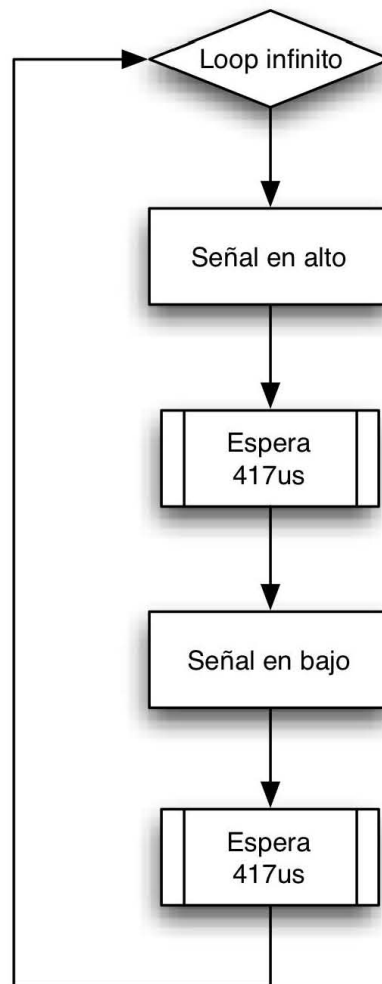 Loop infinito
Señal en alto
Espera
417us
Señal en bajo
Espera
417us